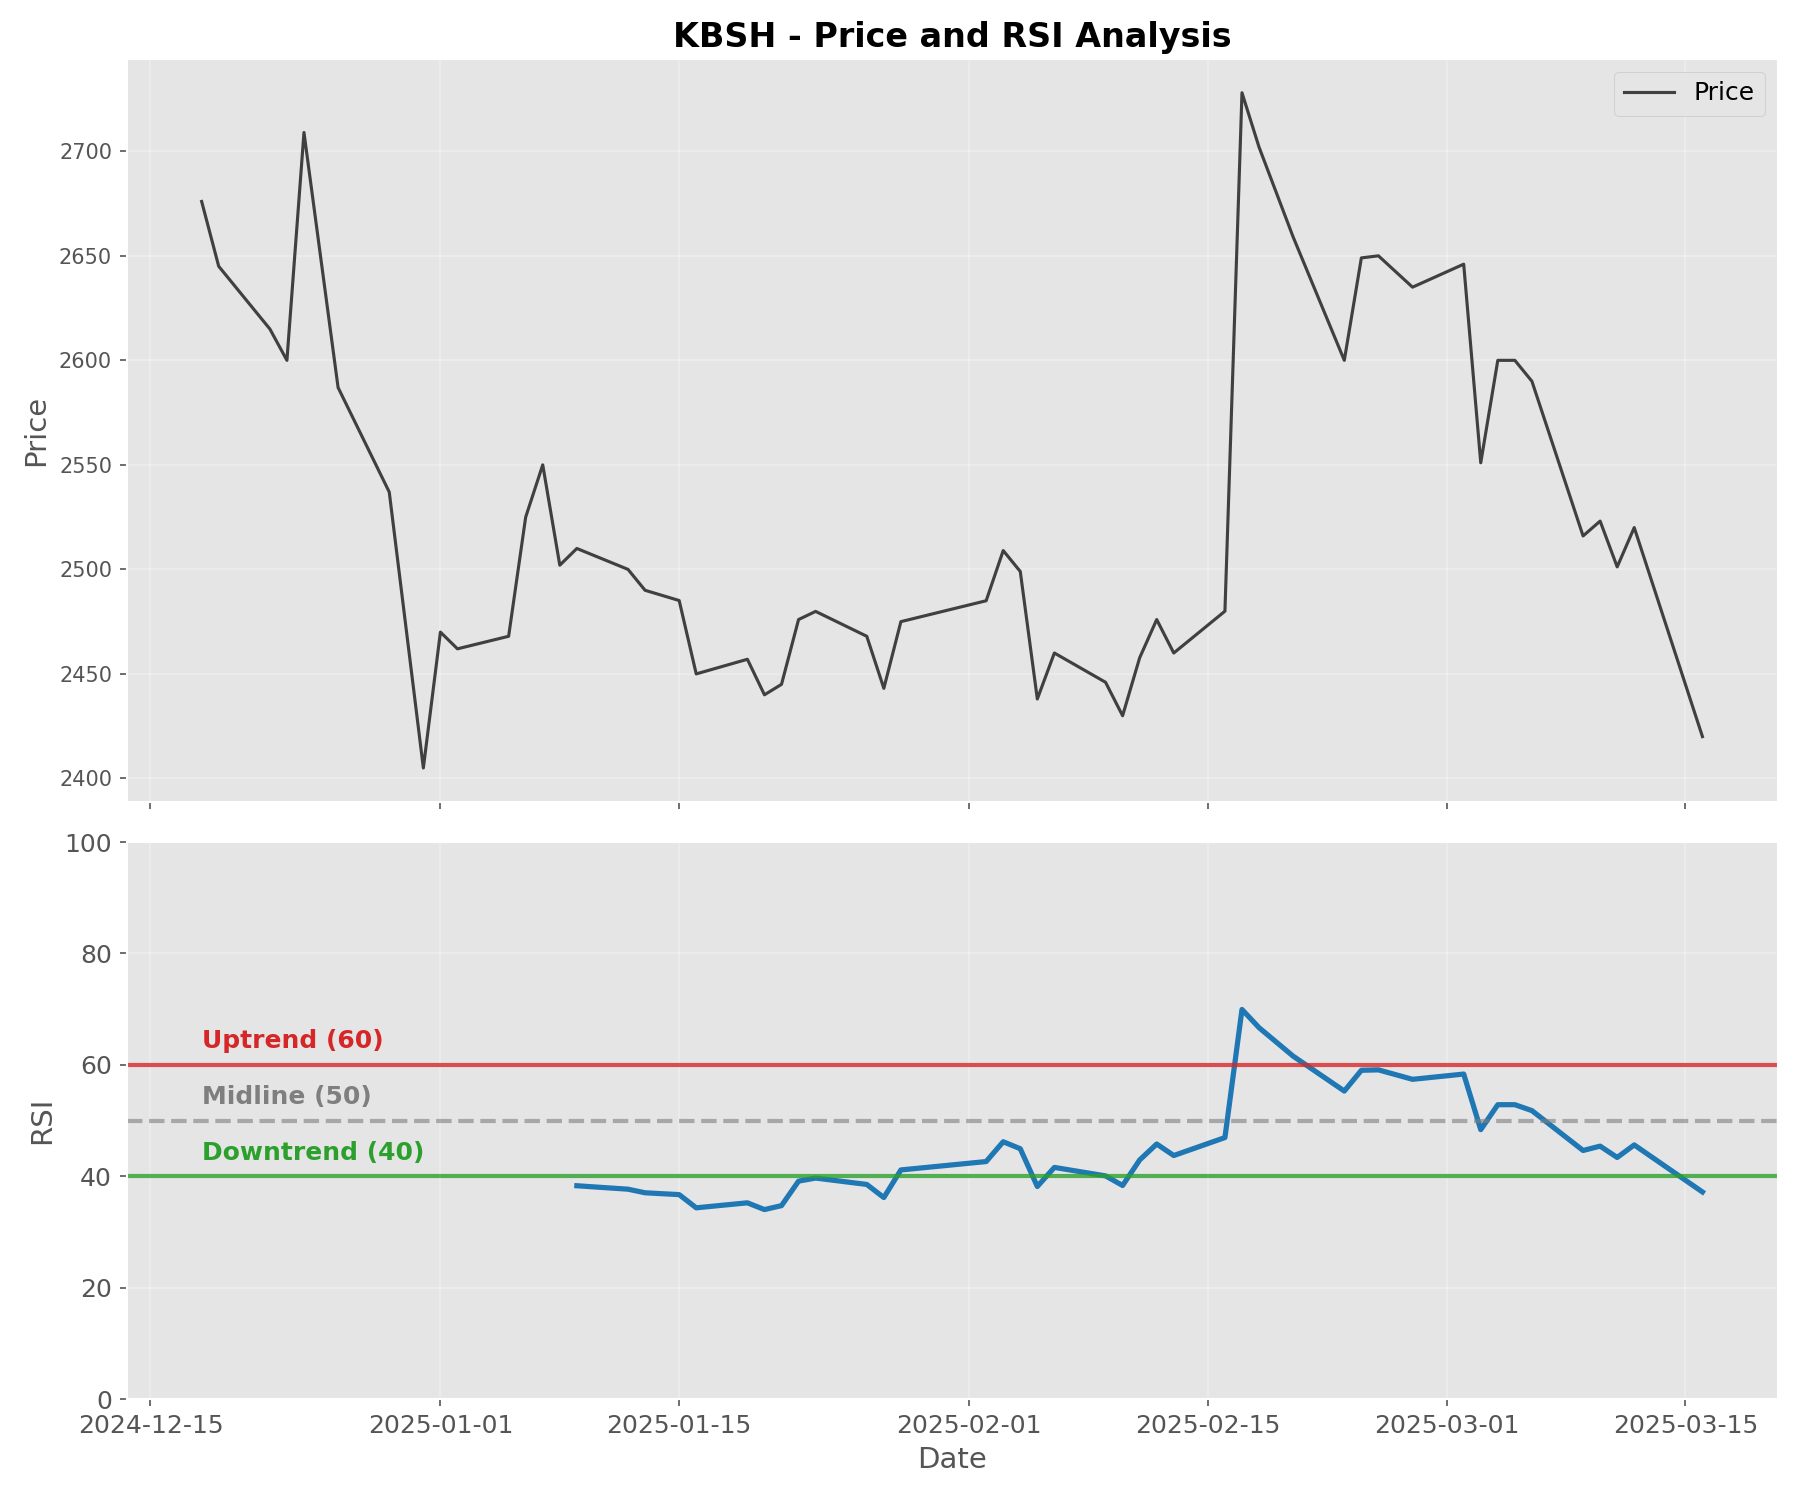 KBSH - Price and RSI Analysis
Price
2700
2650
2600
2550
2500
2450
2400
Price
100
80
60
40
20
0
RSI
Uptrend (60)
Midline (50)
Downtrend (40)
2024-12-15
2025-01-01
2025-01-15
2025-02-01
2025-02-15
2025-03-01
2025-03-15
Date